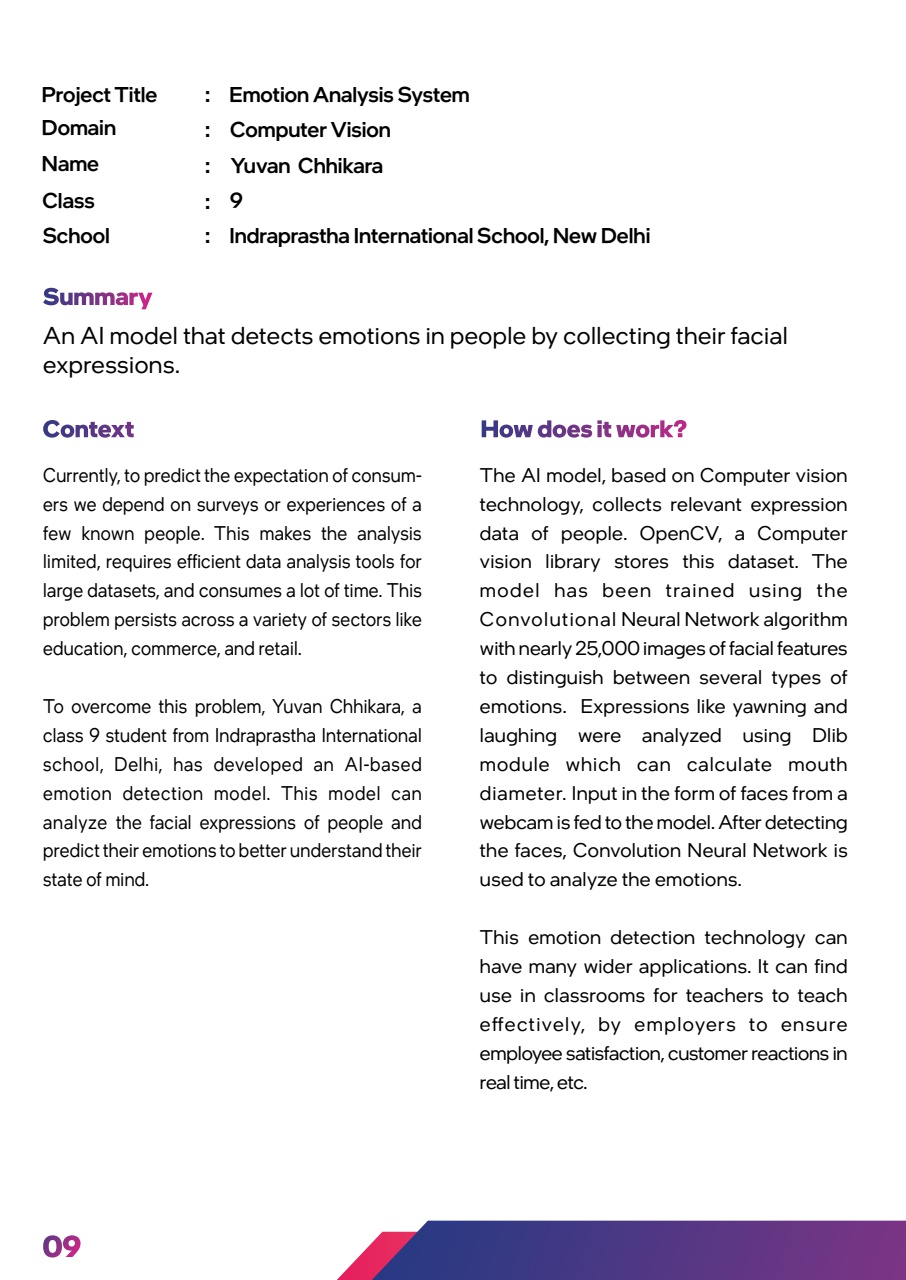 Project Title : Emotion Analysis System
Domain : Computer Vision
Name : Yuvan Chhikara
Class : 9
School : Indraprastha International School, New Delhi
Summary
An AI model that detects emotions in people by collecting their facial
expressions.
Context
Currently, to predict the expectation of consum-
ers we depend on surveys or experiences of a
few known people. This makes the analysis
limited, requires efficient data analysis tools for
large datasets, and consumes a lot of time. This
problem persists across a variety of sectors like
education, commerce, and retail.
To overcome this problem, Yuvan Chhikara, a
class 9 student from Indraprastha International
school, Delhi, has developed an AI-based
emotion detection model. This model can
analyze the facial expressions of people and
predict their emotions to better understand their
state of mind.
How does it work?
The AI model, based on Computer vision
technology, collects relevant expression
data of people. OpenCV, a Computer
vision library stores this dataset. The
model has been trained using the
Convolutional Neural Network algorithm
with nearly 25,000 images of facial features
to distinguish between several types of
emotions. Expressions like yawning and
laughing were analyzed using Dlib
module which can calculate mouth
diameter. Input in the form of faces from a
webcam is fed to the model. After detecting
the faces, Convolution Neural Network is
used to analyze the emotions.
This emotion detection technology can
have many wider applications. It can find
use in classrooms for teachers to teach
effectively, by employers to ensure
employee satisfaction, customer reactions in
real time, etc.
09